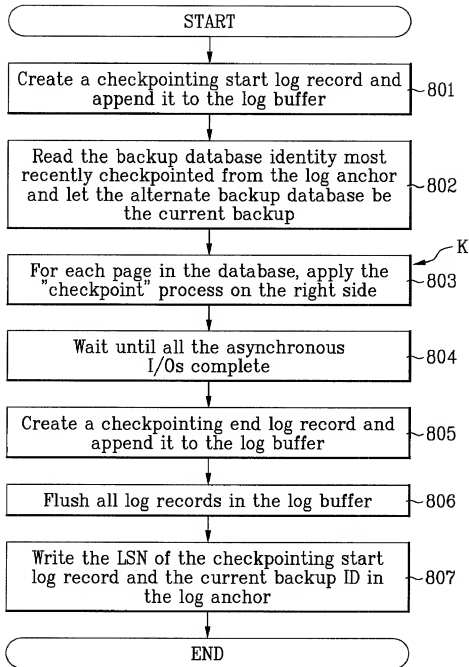 START
Create a checkpointing start log record and
append it to the log buffer
801
Read the backup database identity most
recently checkpointed from the log anchor
and let the alternate backup database be
the current backup
802
K
For each page in the database, apply the
"checkpoint" process on the right side
803
Wait until all the asynchronous
I/Os complete
804
Create a checkpointing end log record and
append it to the log buffer
805
Flush all log records in the log buffer
806
Write the LSN of the checkpointing start
log record and the current backup ID in
the log anchor
807
END